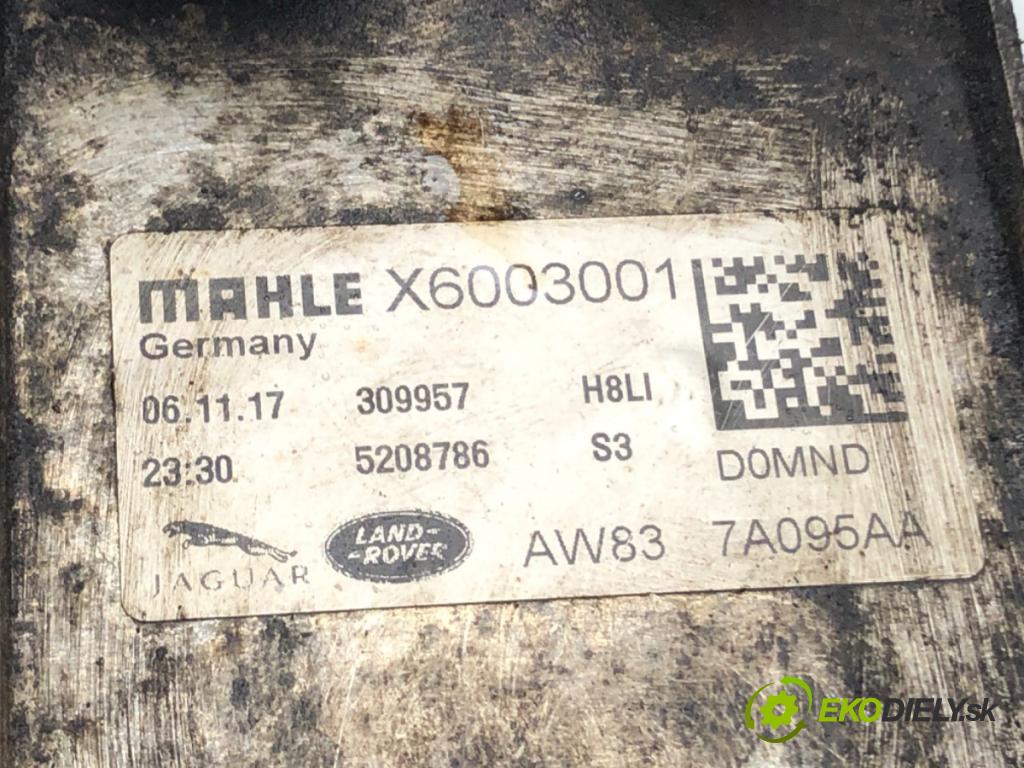 MAHLE X6003001
Germany
06.11.17 309957 H8LI
23:30 5208786 S3 D0MND
JAGUAR LAND-ROVER AW83 7A095AA
EKODIELY.sk